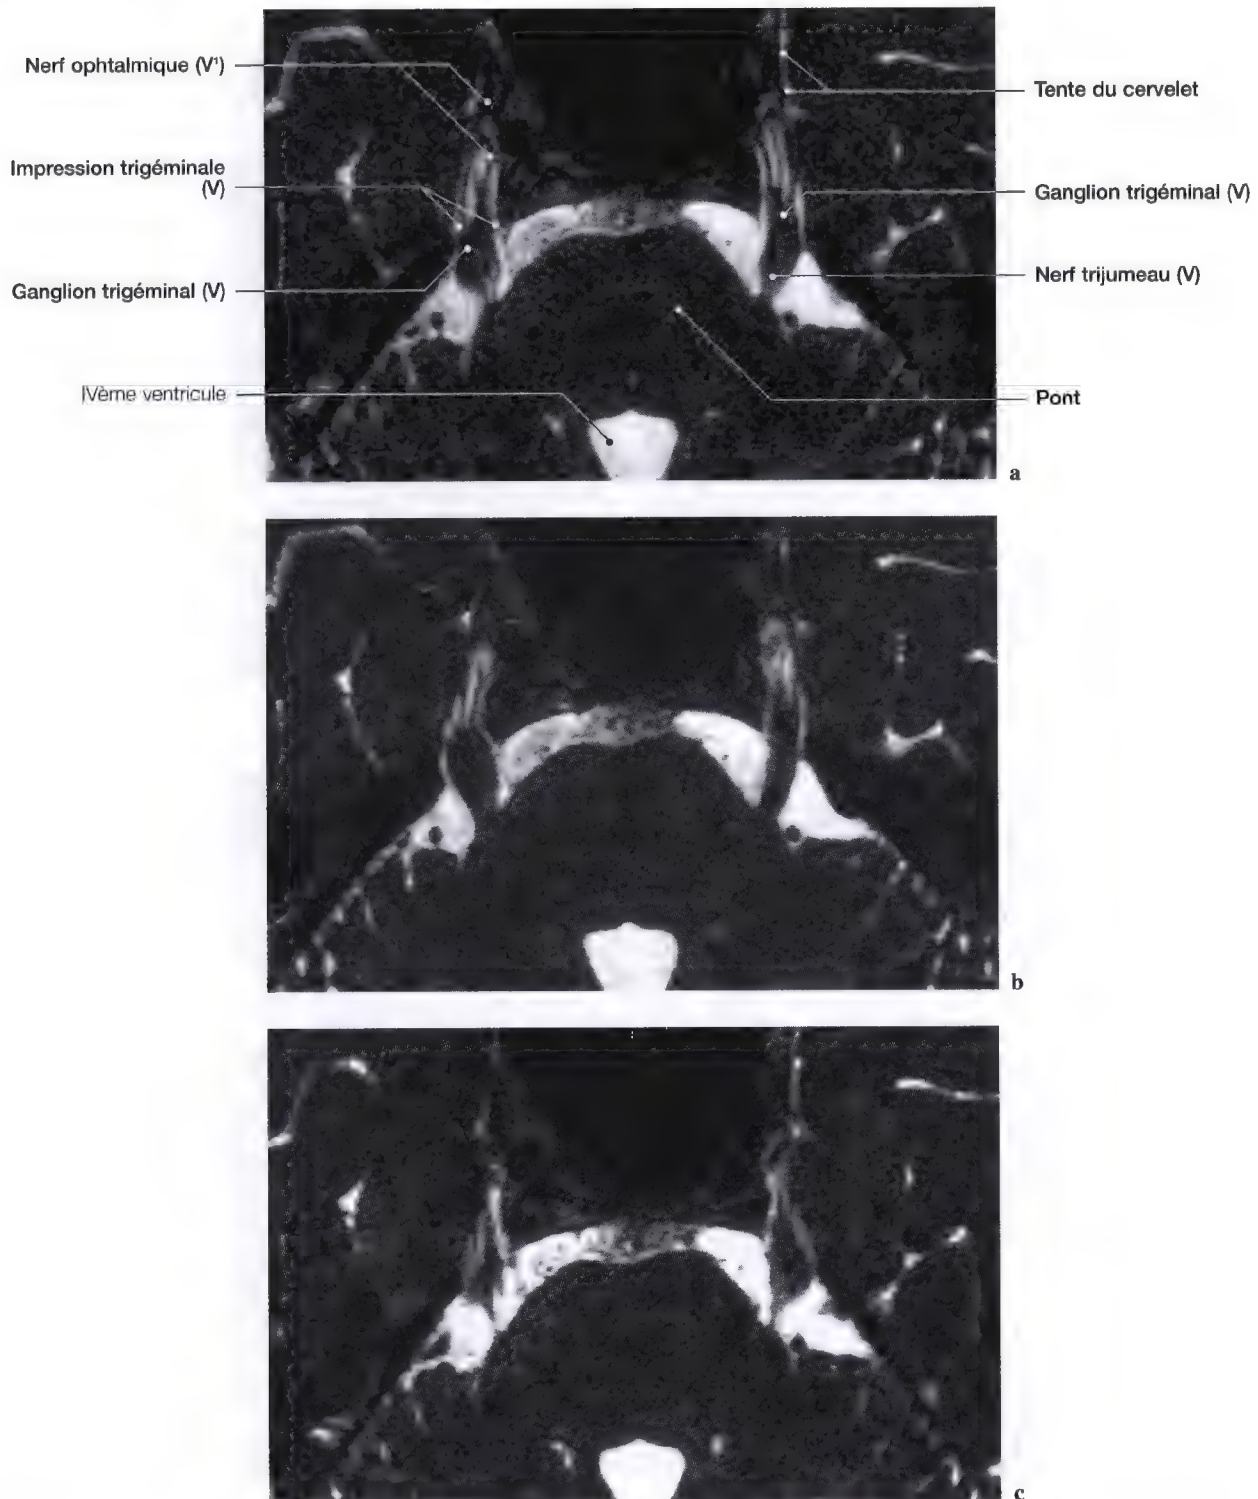 Nerf ophtalmique (V¹)
Tente du cervelet
Impression trigéminale
(V)
Ganglion trigéminal (V)
Nerf trijumeau (V)
Ganglion trigéminal (V)
IVème ventricule
Pont
a
b
c